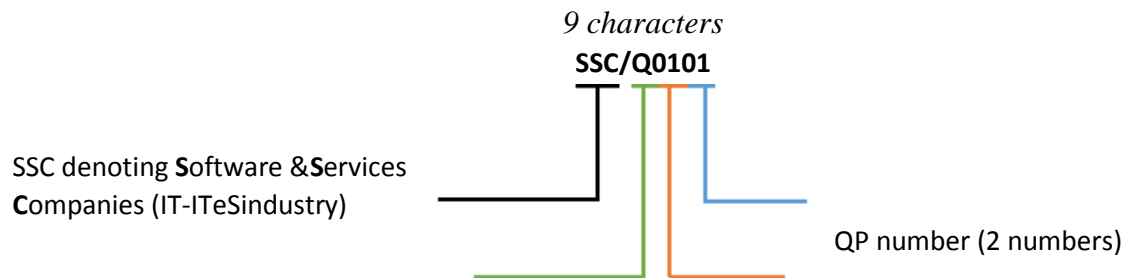 9 characters
SSC/Q0101
SSC denoting Software &Services
Companies (IT-ITeSindustry)
QP number (2 numbers)